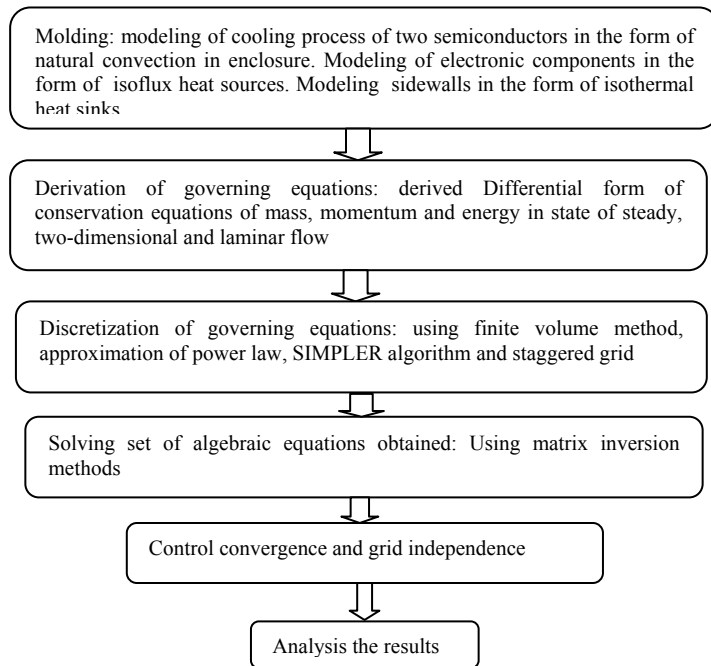 Molding: modeling of cooling process of two semiconductors in the form of
natural convection in enclosure. Modeling of electronic components in the
form of isoflux heat sources. Modeling sidewalls in the form of isothermal
heat sinks
Derivation of governing equations: derived Differential form of
conservation equations of mass, momentum and energy in state of steady,
two-dimensional and laminar flow
Discretization of governing equations: using finite volume method,
approximation of power law, SIMPLER algorithm and staggered grid
Solving set of algebraic equations obtained: Using matrix inversion
methods
Control convergence and grid independence
Analysis the results